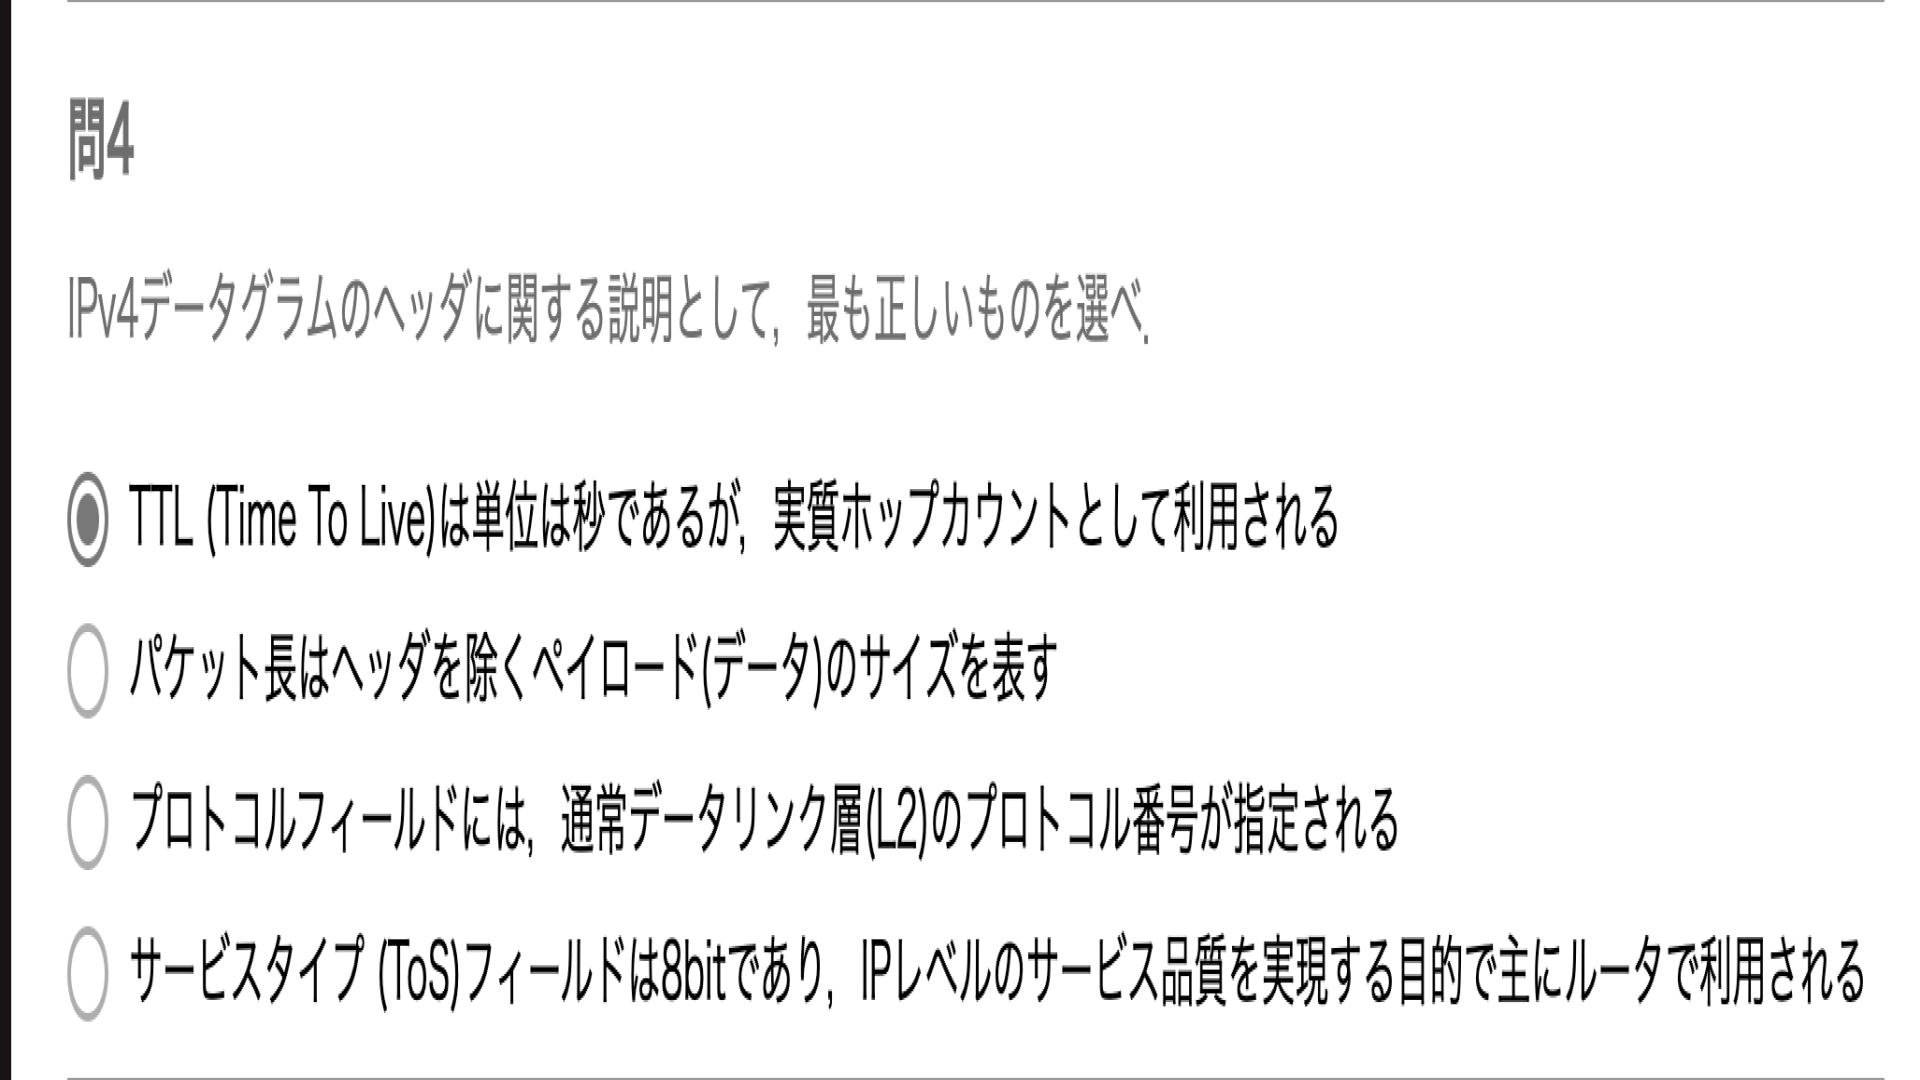 問4
IPv4データグラムのヘッダに関する説明として, 最も正しいものを選べ.
TTL (Time To Live)は単位は秒であるが, 実質ホップカウントとして利用される
パケット長はヘッダを除くペイロード(データ)のサイズを表す
プロトコルフィールドには, 通常データリンク層(L2)のプロトコル番号が指定される
サービスタイプ (ToS)フィールドは8bitであり, IPレベルのサービス品質を実現する目的で主にルータで利用される